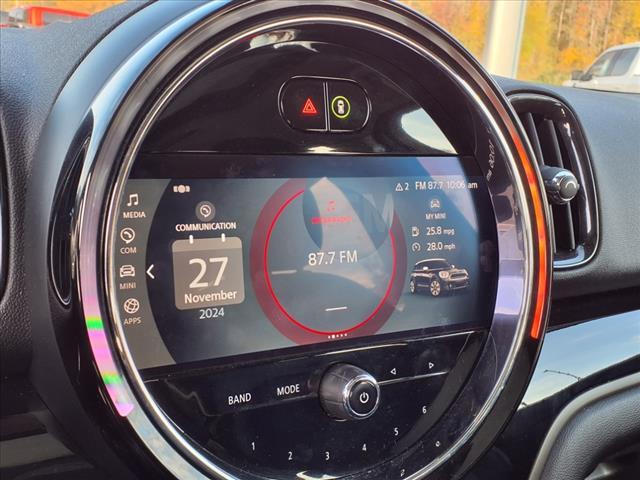 ⚠2 FM 87.7 10:06 am
MEDIA
COM
MINI
APPS
COMMUNICATION
27
November
2024
87.7 FM
MY MINI
25.8 mpg
28.0 mph
BAND
MODE
1 2 3 4 5 6